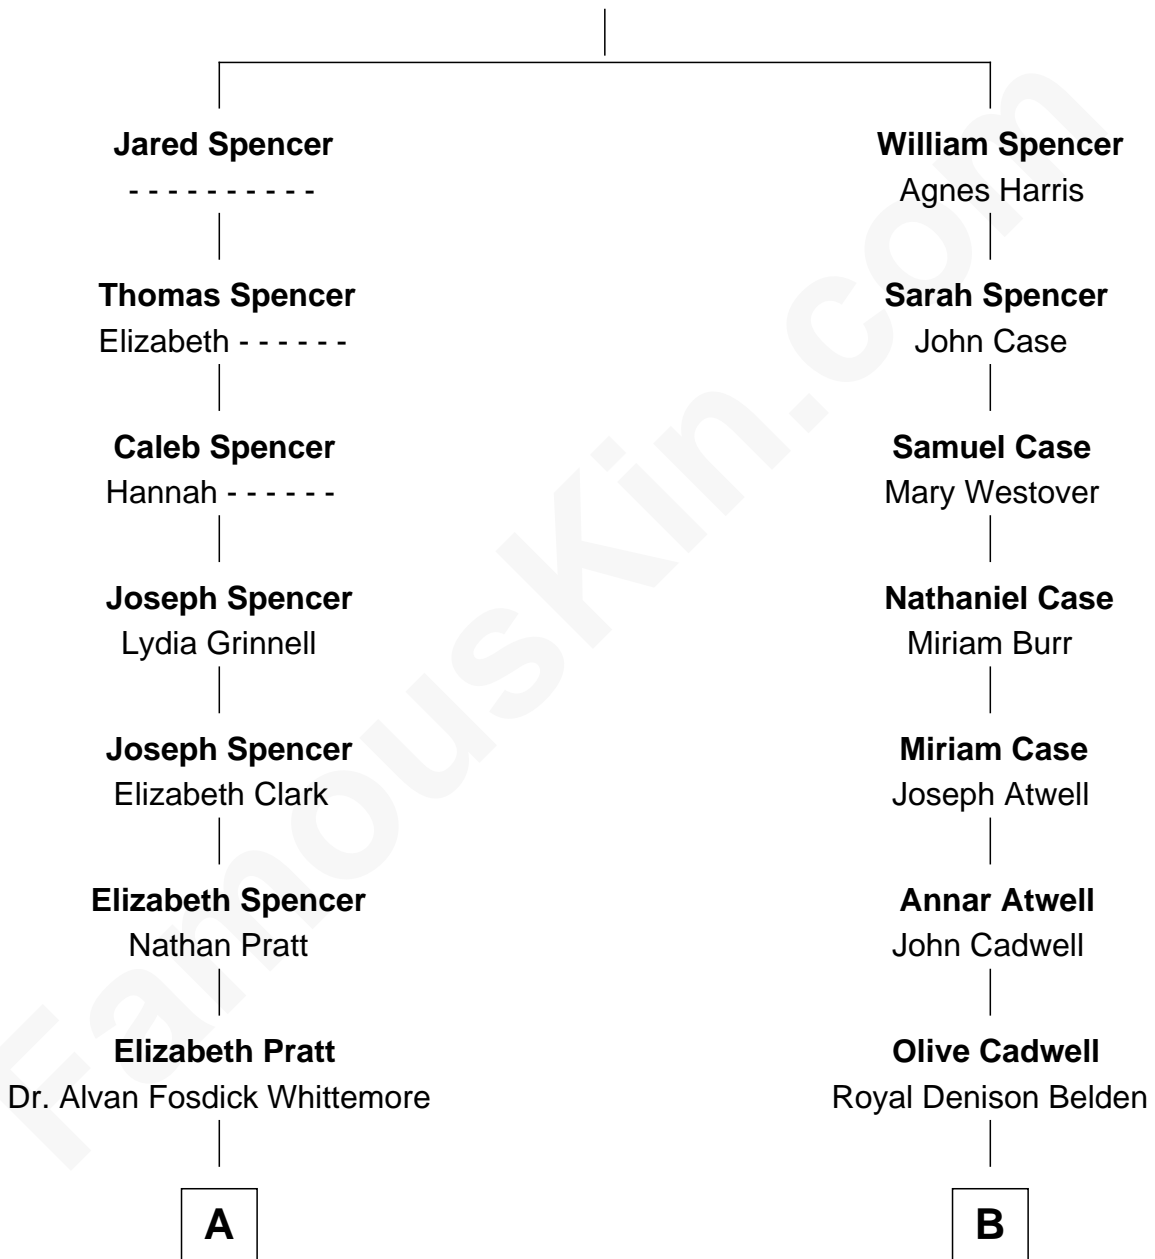 Jared Spencer
- - - - - - - - - -
Thomas Spencer
Elizabeth - - - - - -
Caleb Spencer
Hannah - - - - - -
Joseph Spencer
Lydia Grinnell
Joseph Spencer
Elizabeth Clark
Elizabeth Spencer
Nathan Pratt
Elizabeth Pratt
Dr. Alvan Fosdick Whittemore
A
William Spencer
Agnes Harris
Sarah Spencer
John Case
Samuel Case
Mary Westover
Nathaniel Case
Miriam Burr
Miriam Case
Joseph Atwell
Annar Atwell
John Cadwell
Olive Cadwell
Royal Denison Belden
B
FamousKin.com